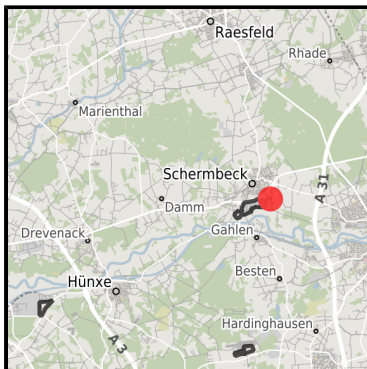 Raesfeld
Rhade
Marienthal
Schermbeck
A 31
Damm
Gahlen
Drevenack
Besten
Hünxe
Hardinghausen
A 3